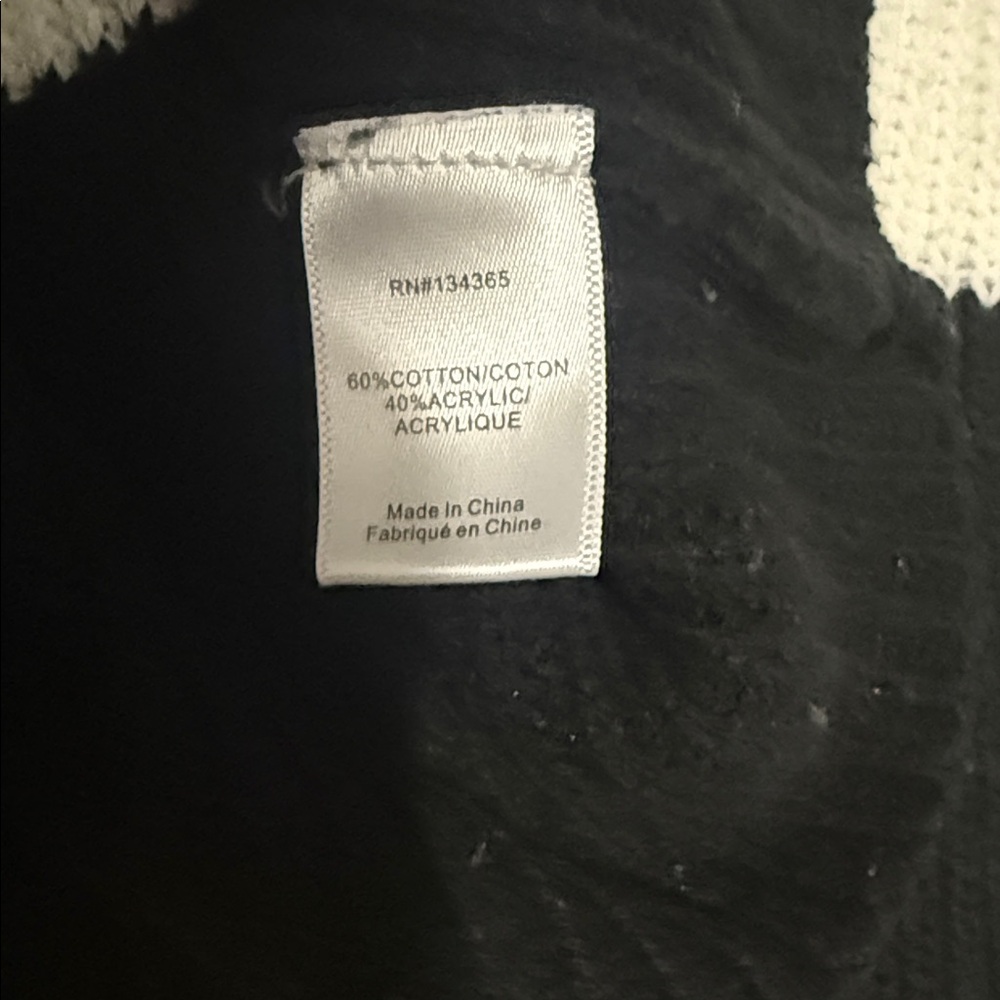 RN#134365
60%COTTON/COTON
40%ACRYLIC/
ACRYLIQUE
Made In China
Fabriqué en Chine